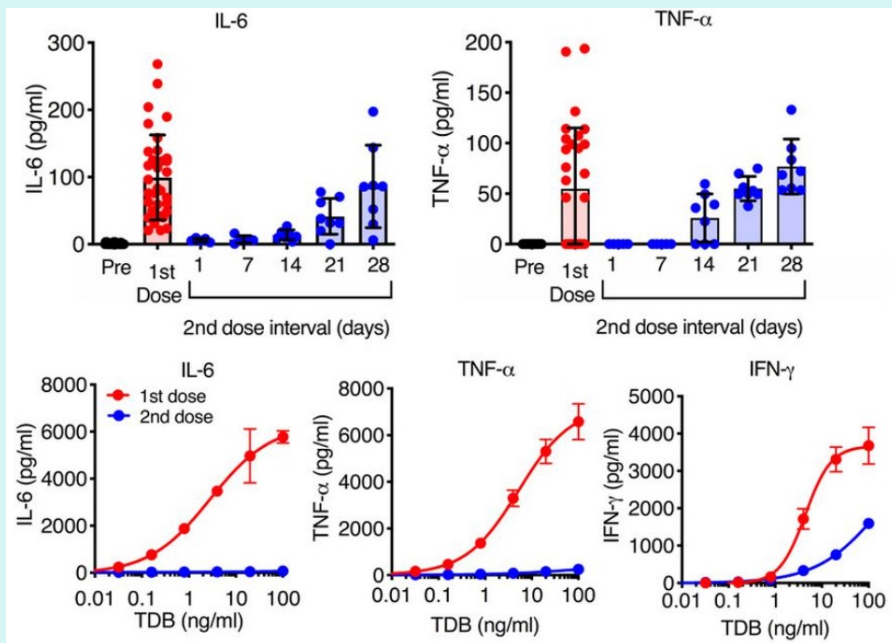 IL-6
IL-6 (pg/ml)
300
200
100
0
Pre
1st
Dose
1
7
14
21
28
2nd dose interval (days)
TNF-α
TNF-α (pg/ml)
200
150
100
50
0
Pre
1st
Dose
1
7
14
21
28
2nd dose interval (days)
IL-6
1st dose
2nd dose
IL-6 (pg/ml)
8000
6000
4000
2000
0
0.01
0.1
1
10
100
TDB (ng/ml)
TNF-α
TNF-α (pg/ml)
8000
6000
4000
2000
0
0.01
0.1
1
10
100
TDB (ng/ml)
IFN-γ
IFN-γ (pg/ml)
5000
4000
3000
2000
1000
0
0.01
0.1
1
10
100
TDB (ng/ml)